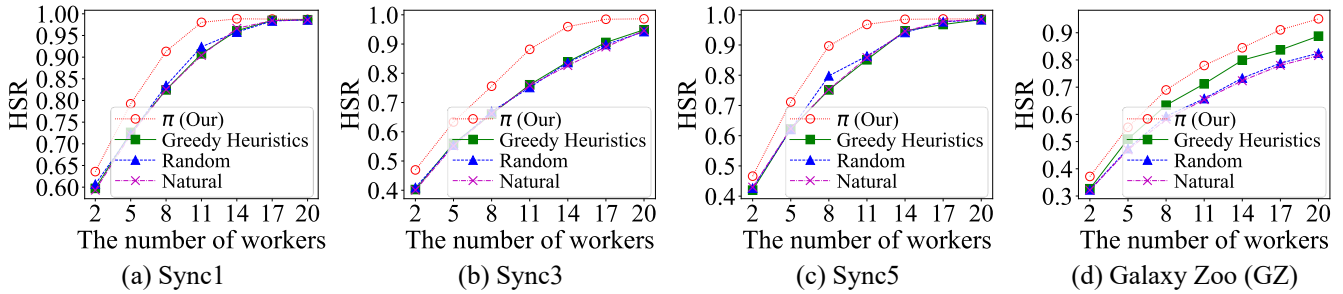 HSR
1.00
0.95
0.90
0.85
0.80
0.75
0.70
0.65
0.60
π (Our)
Greedy Heuristics
Random
Natural
2 5 8 11 14 17 20
The number of workers
(a) Sync1
HSR
1.0
0.9
0.8
0.7
0.6
0.5
0.4
π (Our)
Greedy Heuristics
Random
Natural
2 5 8 11 14 17 20
The number of workers
(b) Sync3
HSR
1.0
0.9
0.8
0.7
0.6
0.5
0.4
π (Our)
Greedy Heuristics
Random
Natural
2 5 8 11 14 17 20
The number of workers
(c) Sync5
HSR
0.9
0.8
0.7
0.6
0.5
0.4
0.3
π (Our)
Greedy Heuristics
Random
Natural
2 5 8 11 14 17 20
The number of workers
(d) Galaxy Zoo (GZ)